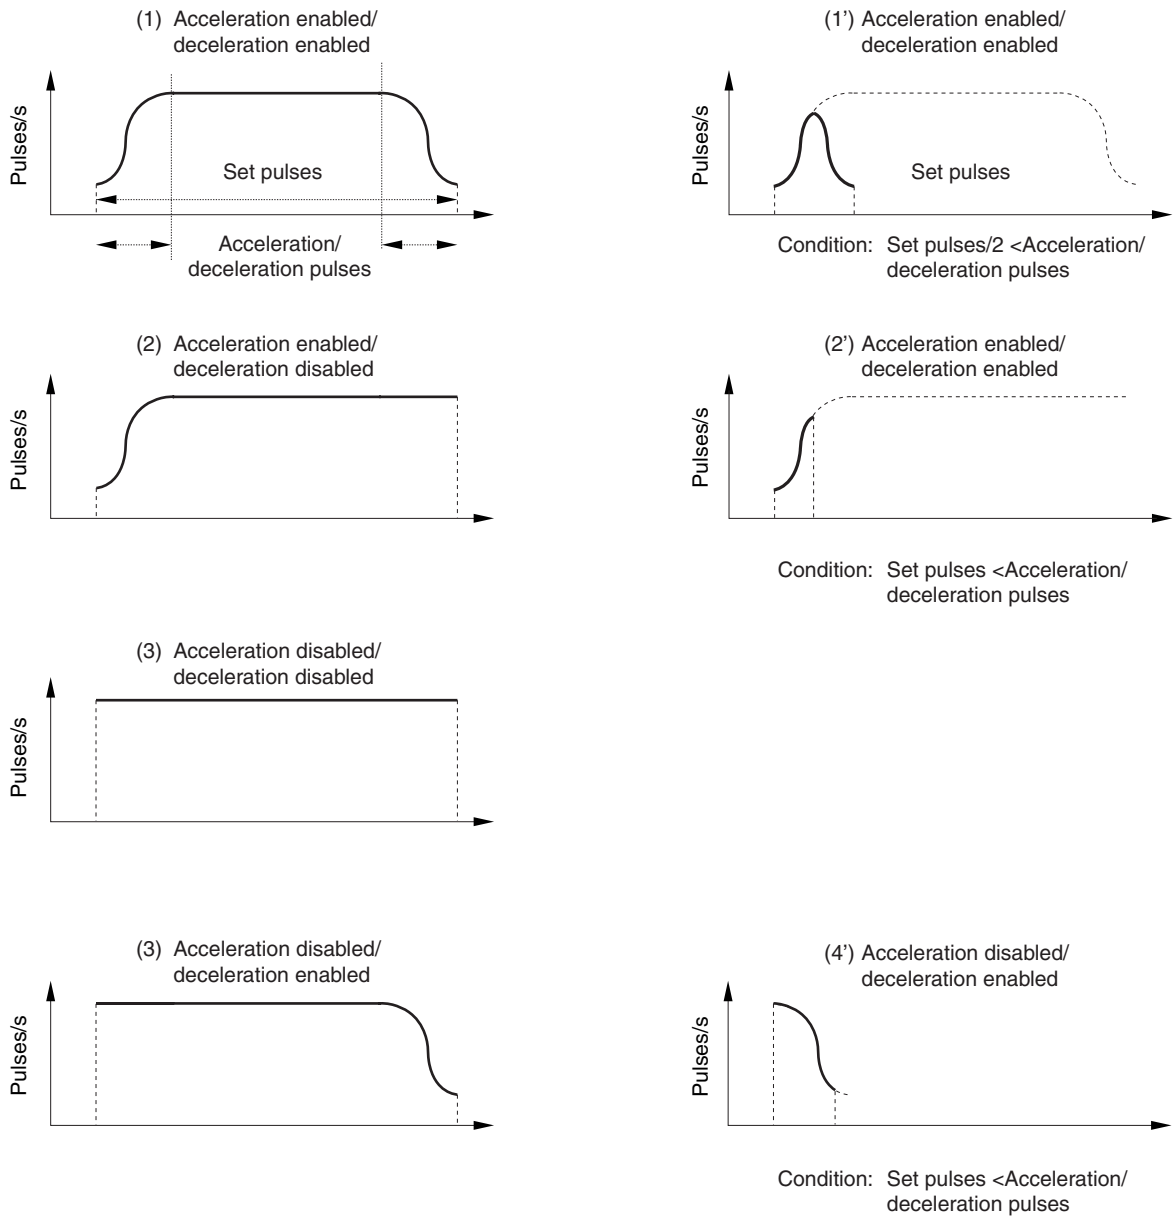 (1) Acceleration enabled/
deceleration enabled
Pulses/s
Set pulses
Acceleration/
deceleration pulses
(1’) Acceleration enabled/
deceleration enabled
Pulses/s
Set pulses
Condition: Set pulses/2 <Acceleration/
deceleration pulses
(2) Acceleration enabled/
deceleration disabled
Pulses/s
(2’) Acceleration enabled/
deceleration enabled
Pulses/s
Condition: Set pulses <Acceleration/
deceleration pulses
(3) Acceleration disabled/
deceleration disabled
Pulses/s
(3) Acceleration disabled/
deceleration enabled
Pulses/s
(4’) Acceleration disabled/
deceleration enabled
Pulses/s
Condition: Set pulses <Acceleration/
deceleration pulses